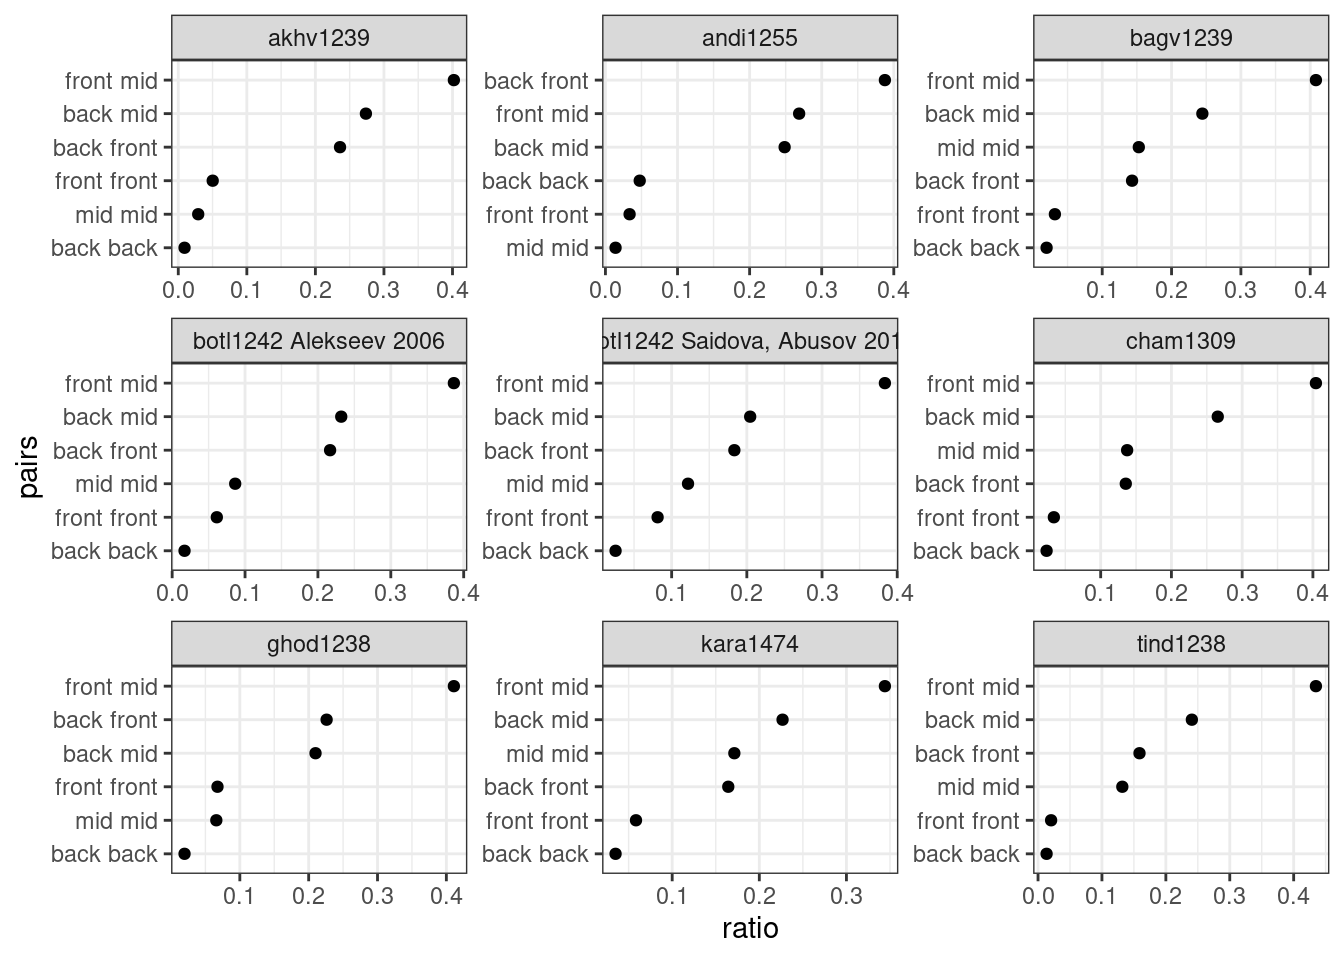 akhv1239
front mid
back mid
back front
front front
mid mid
back back
0.0 0.1 0.2 0.3 0.4
andi1255
back front
front mid
back mid
back back
front front
mid mid
0.0 0.1 0.2 0.3 0.4
bagv1239
front mid
back mid
mid mid
back front
front front
back back
0.1 0.2 0.3 0.4
botl1242 Alekseev 2006
front mid
back mid
back front
mid mid
front front
back back
0.0 0.1 0.2 0.3 0.4
otl1242 Saidova, Abusov 201
front mid
back mid
back front
mid mid
front front
back back
0.1 0.2 0.3 0.4
cham1309
front mid
back mid
mid mid
back front
front front
back back
0.1 0.2 0.3 0.4
ghod1238
front mid
back front
back mid
front front
mid mid
back back
0.1 0.2 0.3 0.4
kara1474
front mid
back mid
mid mid
back front
front front
back back
0.1 0.2 0.3
tind1238
front mid
back mid
back front
mid mid
front front
back back
0.0 0.1 0.2 0.3 0.4
pairs
ratio